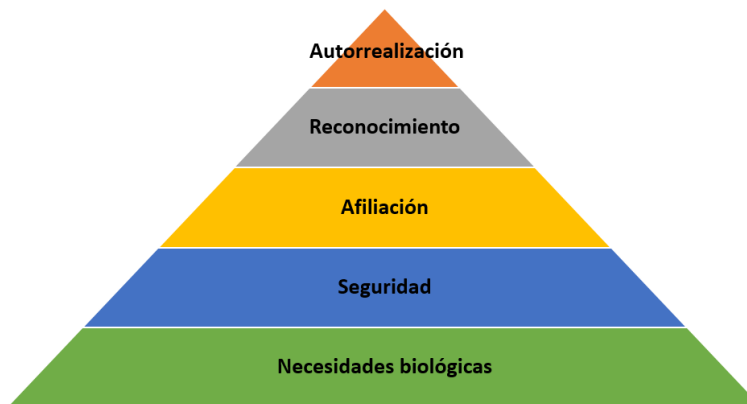 Autorrealización
Reconocimiento
Afiliación
Seguridad
Necesidades biológicas